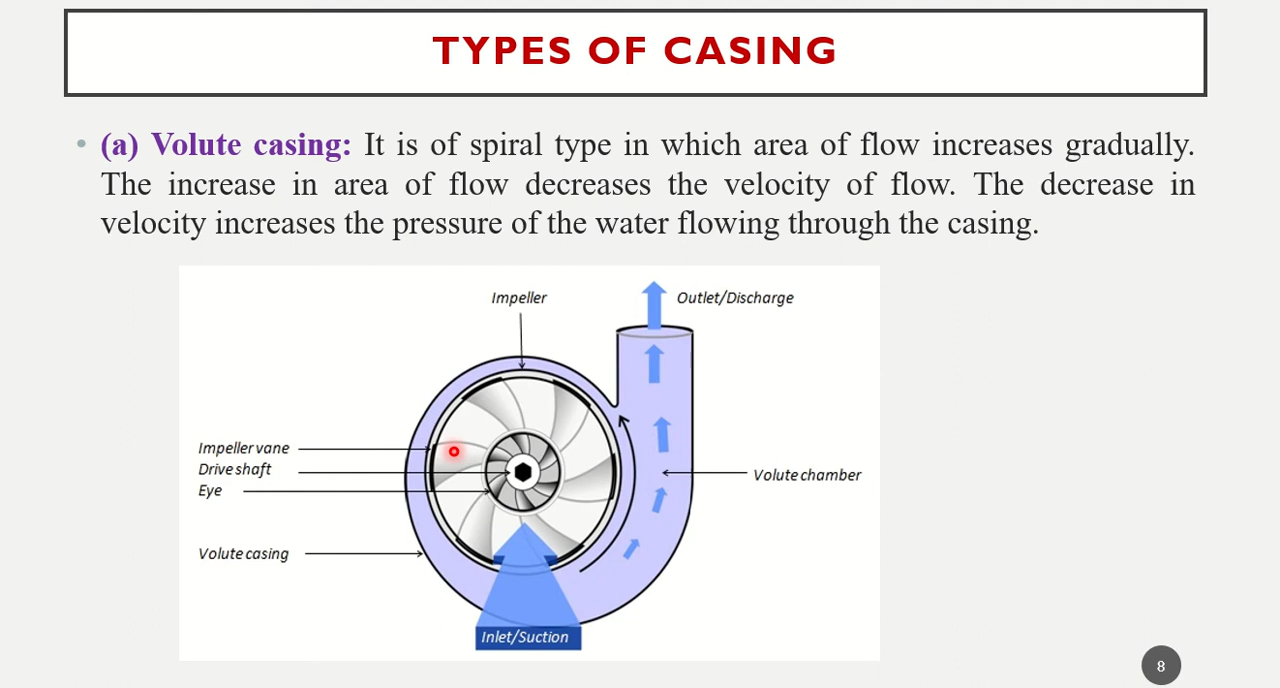 TYPES OF CASING
• (a) Volute casing: It is of spiral type in which area of flow increases gradually.
The increase in area of flow decreases the velocity of flow. The decrease in
velocity increases the pressure of the water flowing through the casing.
Impeller
Outlet/Discharge
Impeller vane
Drive shaft
Eye
Volute chamber
Volute casing
Inlet/Suction
8